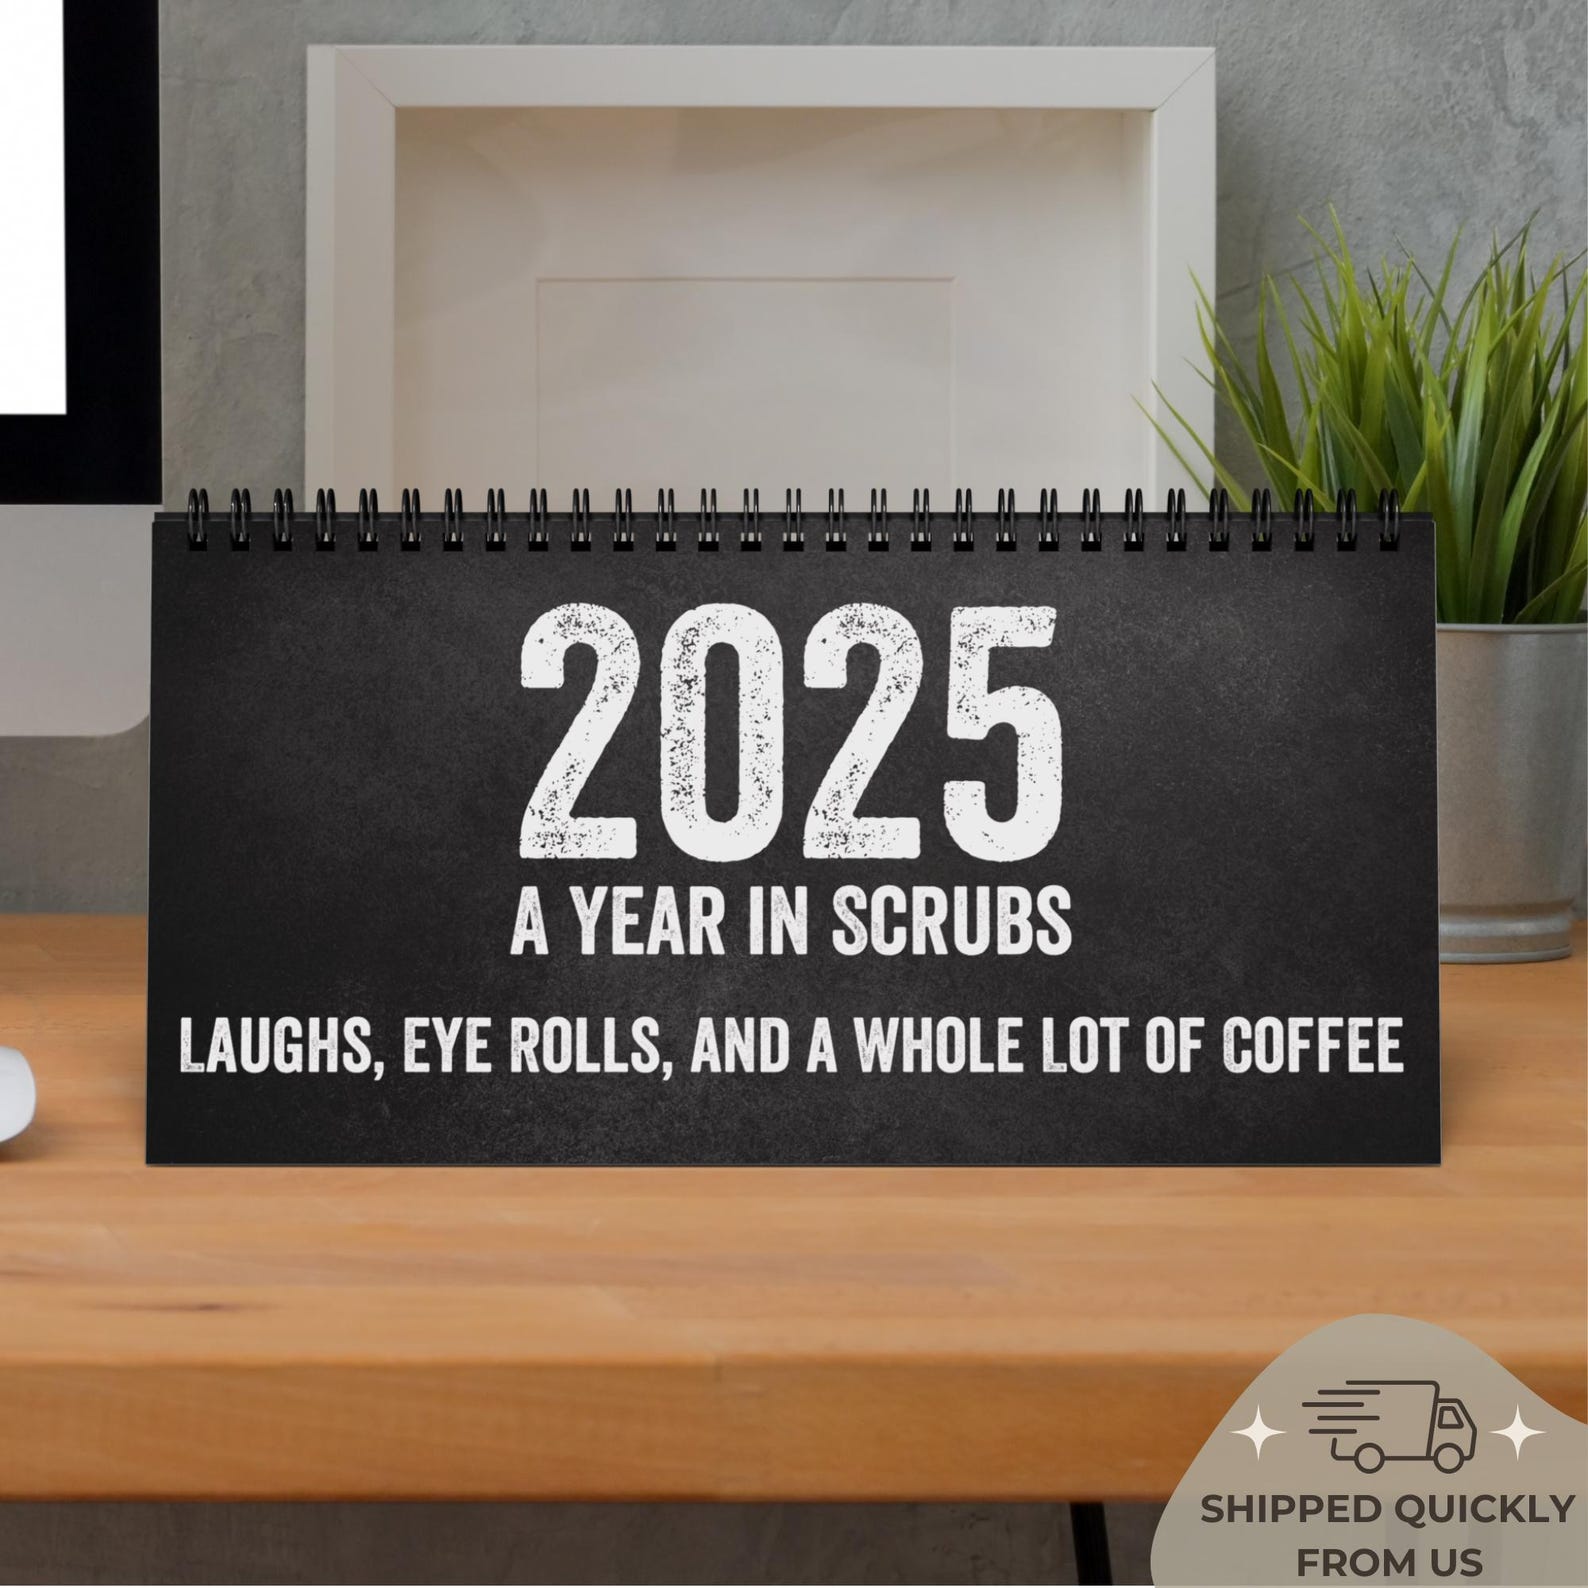 2025
A YEAR IN SCRUBS
LAUGHS, EYE ROLLS, AND A WHOLE LOT OF COFFEE
SHIPPED QUICKLY
FROM US